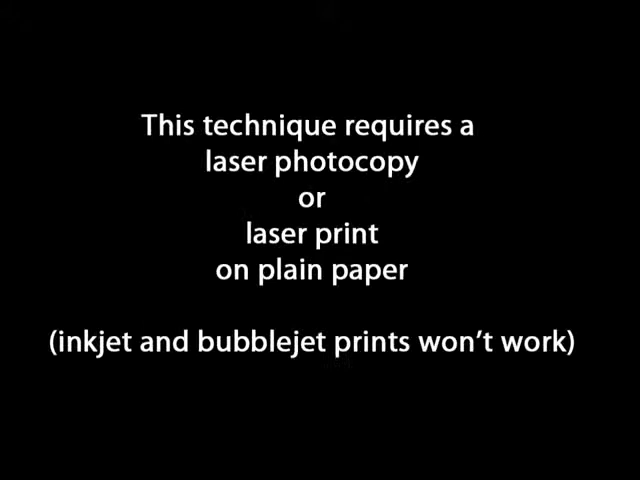 This technique requires a
laser photocopy
or
laser print
on plain paper
(inkjet and bubblejet prints won’t work)